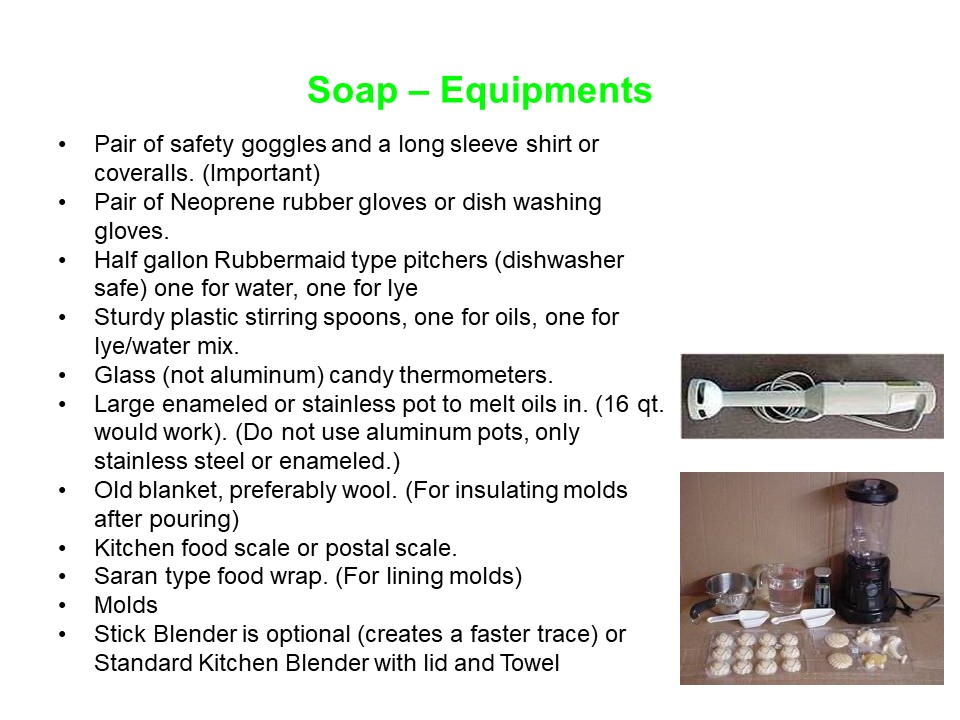 Soap – Equipments
• Pair of safety goggles and a long sleeve shirt or
coveralls. (Important)
• Pair of Neoprene rubber gloves or dish washing
gloves.
• Half gallon Rubbermaid type pitchers (dishwasher
safe) one for water, one for lye
• Sturdy plastic stirring spoons, one for oils, one for
lye/water mix.
• Glass (not aluminum) candy thermometers.
• Large enameled or stainless pot to melt oils in. (16 qt.
would work). (Do not use aluminum pots, only
stainless steel or enameled.)
• Old blanket, preferably wool. (For insulating molds
after pouring)
• Kitchen food scale or postal scale.
• Saran type food wrap. (For lining molds)
• Molds
• Stick Blender is optional (creates a faster trace) or
Standard Kitchen Blender with lid and Towel